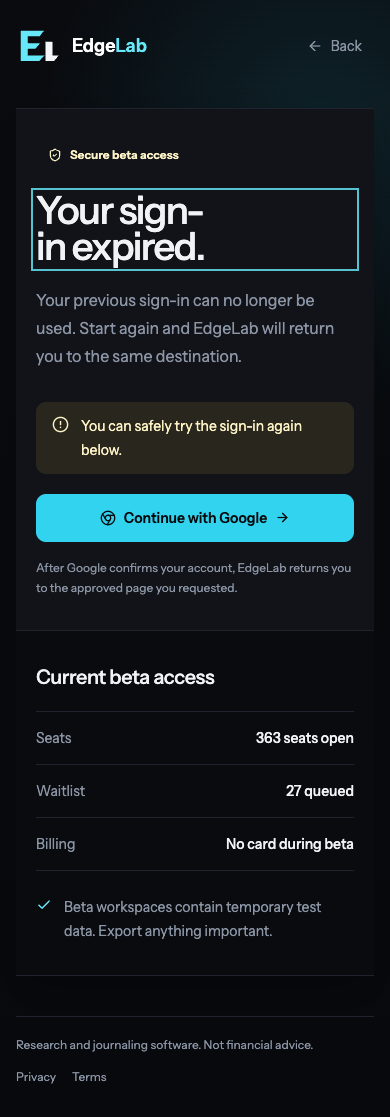 EL EdgeLab
Back
Secure beta access
Your sign-
in expired.
Your previous sign-in can no longer be
used. Start again and EdgeLab will return
you to the same destination.
You can safely try the sign-in again
below.
Continue with Google
After Google confirms your account, EdgeLab returns you
to the approved page you requested.
Current beta access
Seats 363 seats open
Waitlist 27 queued
Billing No card during beta
Beta workspaces contain temporary test
data. Export anything important.
Research and journaling software. Not financial advice.
Privacy Terms